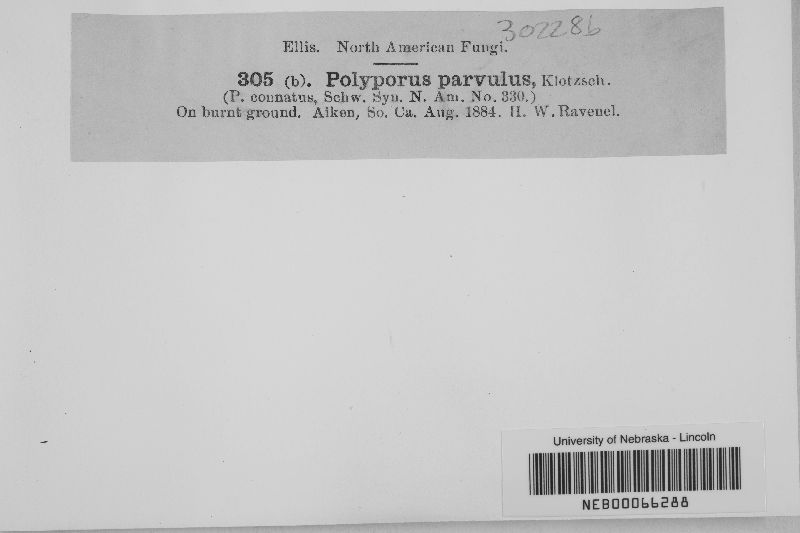 302286
Ellis. North American Fungi.
305 (b). Polyporus parvulus, Klotzsch.
(P. connatus, Schw. Syn. N. Am. No. 330.)
On burnt ground. Aiken, So. Ca. Aug. 1884. H. W. Ravenel.
University of Nebraska - Lincoln
NEB00066288